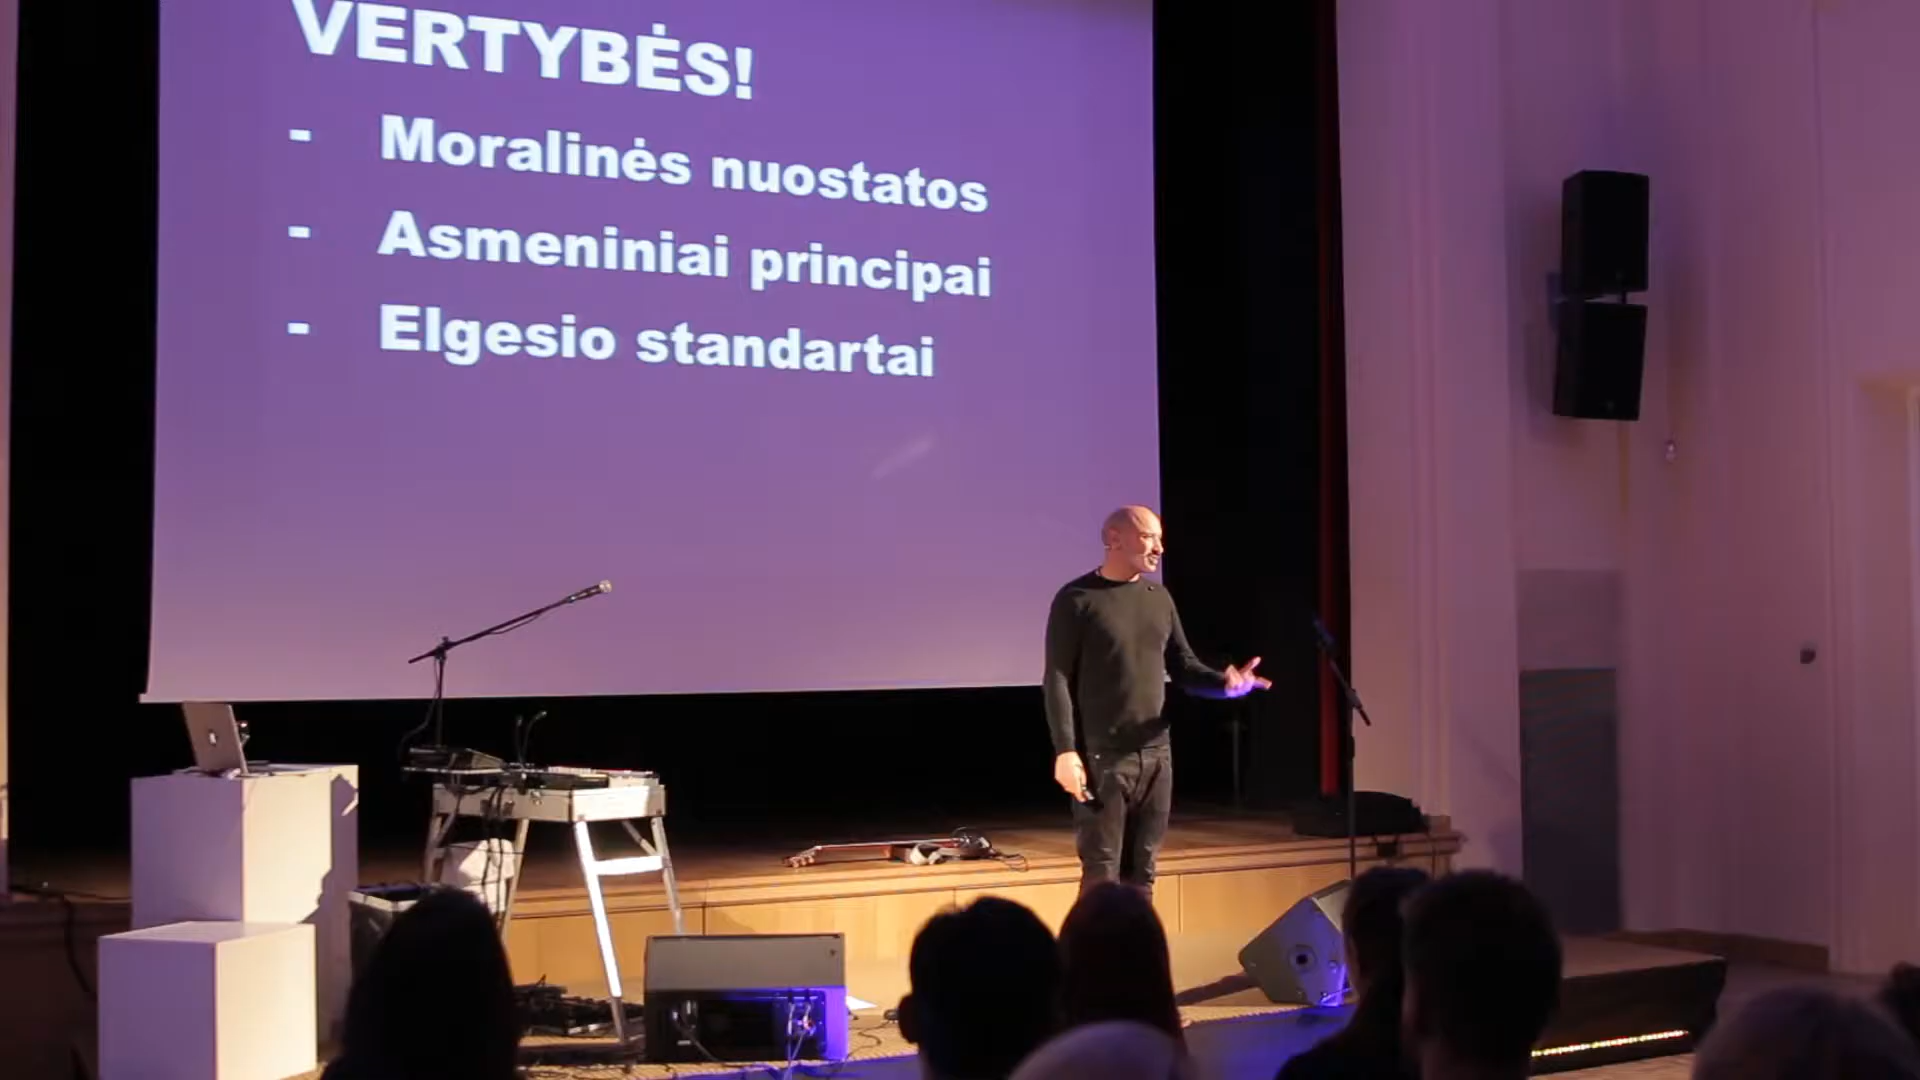 VERTYBĖS!
- Moralinės nuostatos
- Asmeniniai principai
- Elgesio standartai